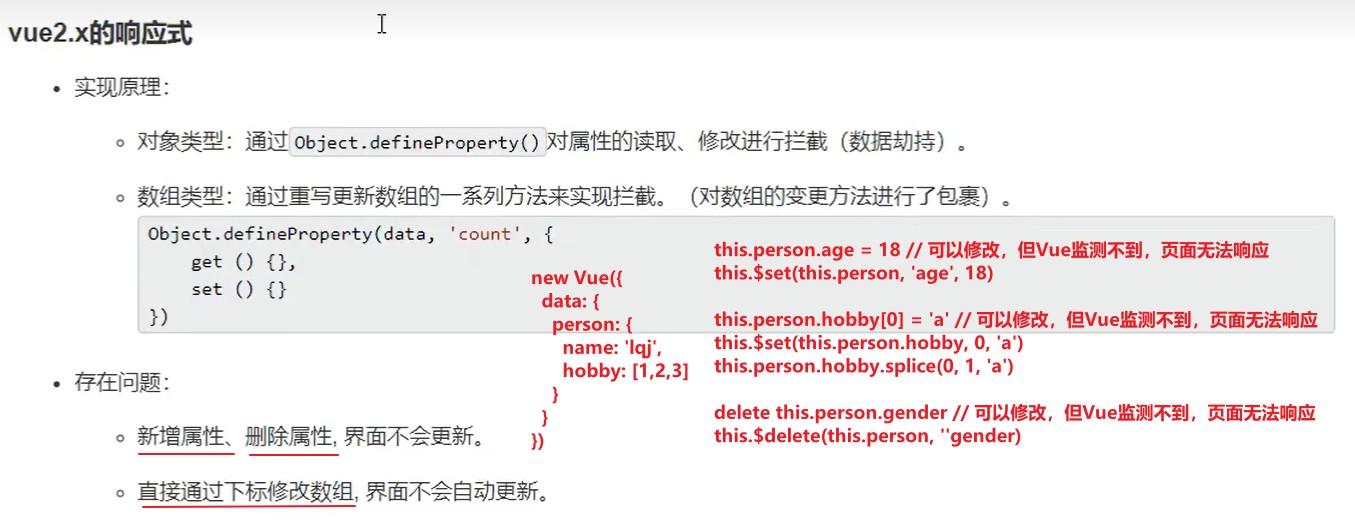 vue2.x的响应式
• 实现原理：
◦ 对象类型：通过Object.defineProperty()对属性的读取、修改进行拦截（数据劫持）。
◦ 数组类型：通过重写更新数组的一系列方法来实现拦截。（对数组的变更方法进行了包裹）。
Object.defineProperty(data, 'count', {
get () {},
set () {}
})
new Vue({
data: {
person: {
name: 'lqj',
hobby: [1,2,3]
}
}
})
this.person.age = 18 // 可以修改，但Vue监测不到，页面无法响应
this.$set(this.person, 'age', 18)
this.person.hobby[0] = 'a' // 可以修改，但Vue监测不到，页面无法响应
this.$set(this.person.hobby, 0, 'a')
this.person.hobby.splice(0, 1, 'a')
delete this.person.gender // 可以修改，但Vue监测不到，页面无法响应
this.$delete(this.person, ''gender)
• 存在问题：
◦ 新增属性、删除属性, 界面不会更新。
◦ 直接通过下标修改数组, 界面不会自动更新。